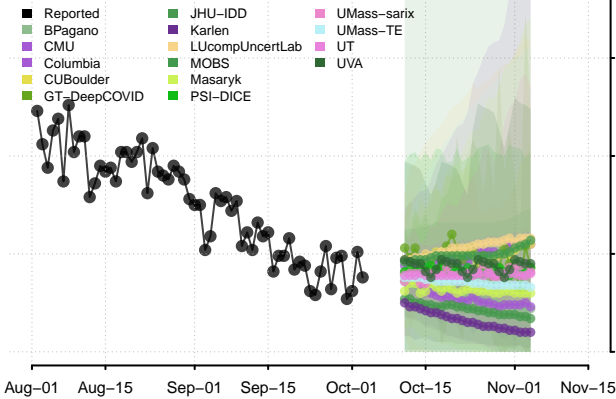 Reported
BPagano
CMU
Columbia
CUBoulder
GT−DeepCOVID
JHU−IDD
Karlen
LUcompUncertLab
MOBS
Masaryk
PSI−DICE
UMass−sarix
UMass−TE
UT
UVA
Aug−01 Aug−15 Sep−01 Sep−15 Oct−01 Oct−15 Nov−01 Nov−15